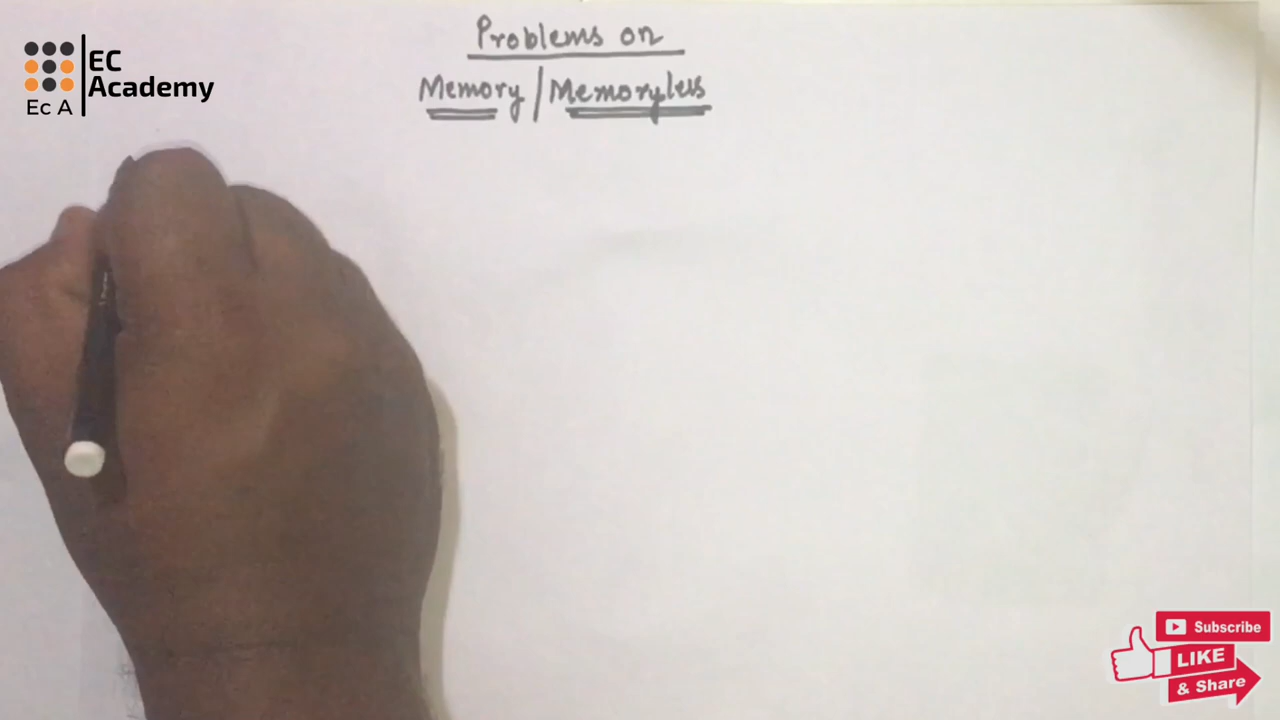 Problems on
Memory / Memoryless
EC
Academy
Ec A
Subscribe
LIKE
& Share